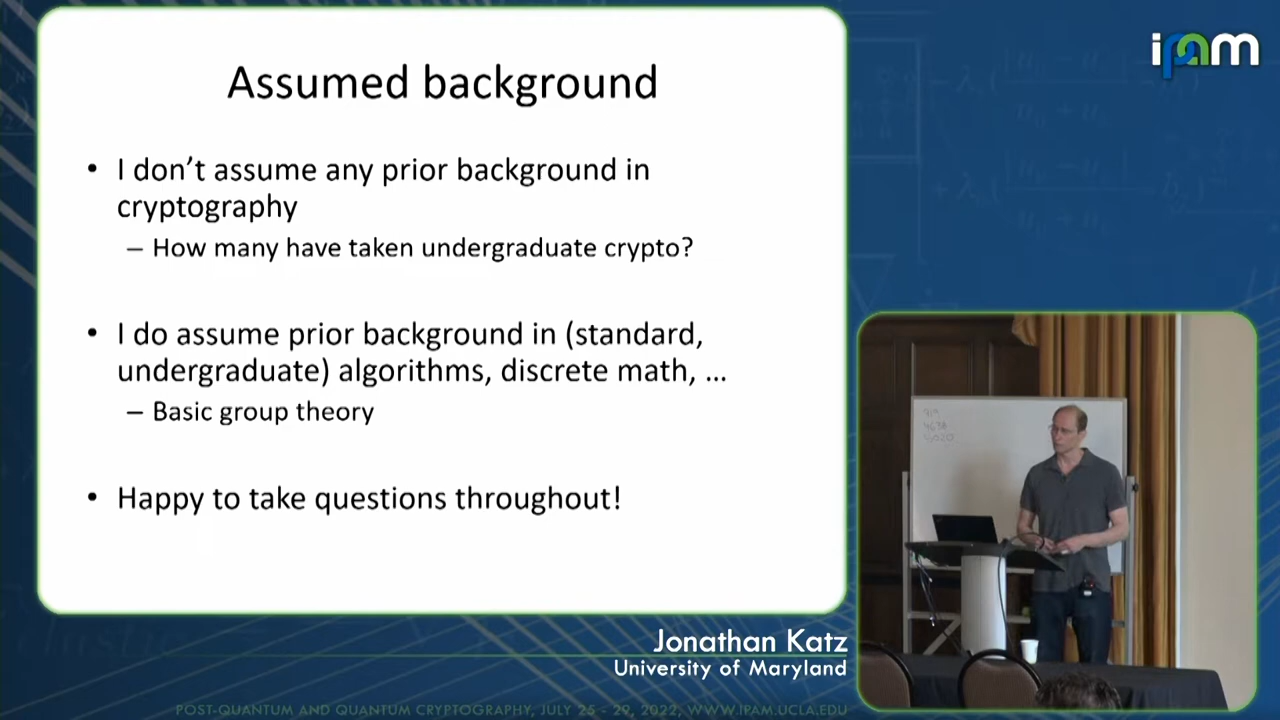 ipam
Assumed background
• I don’t assume any prior background in
cryptography
– How many have taken undergraduate crypto?
• I do assume prior background in (standard,
undergraduate) algorithms, discrete math, ...
– Basic group theory
• Happy to take questions throughout!
Jonathan Katz
University of Maryland
POST-QUANTUM AND QUANTUM CRYPTOGRAPHY, JULY 25 - 29, 2022, WWW.IPAM.UCLA.EDU